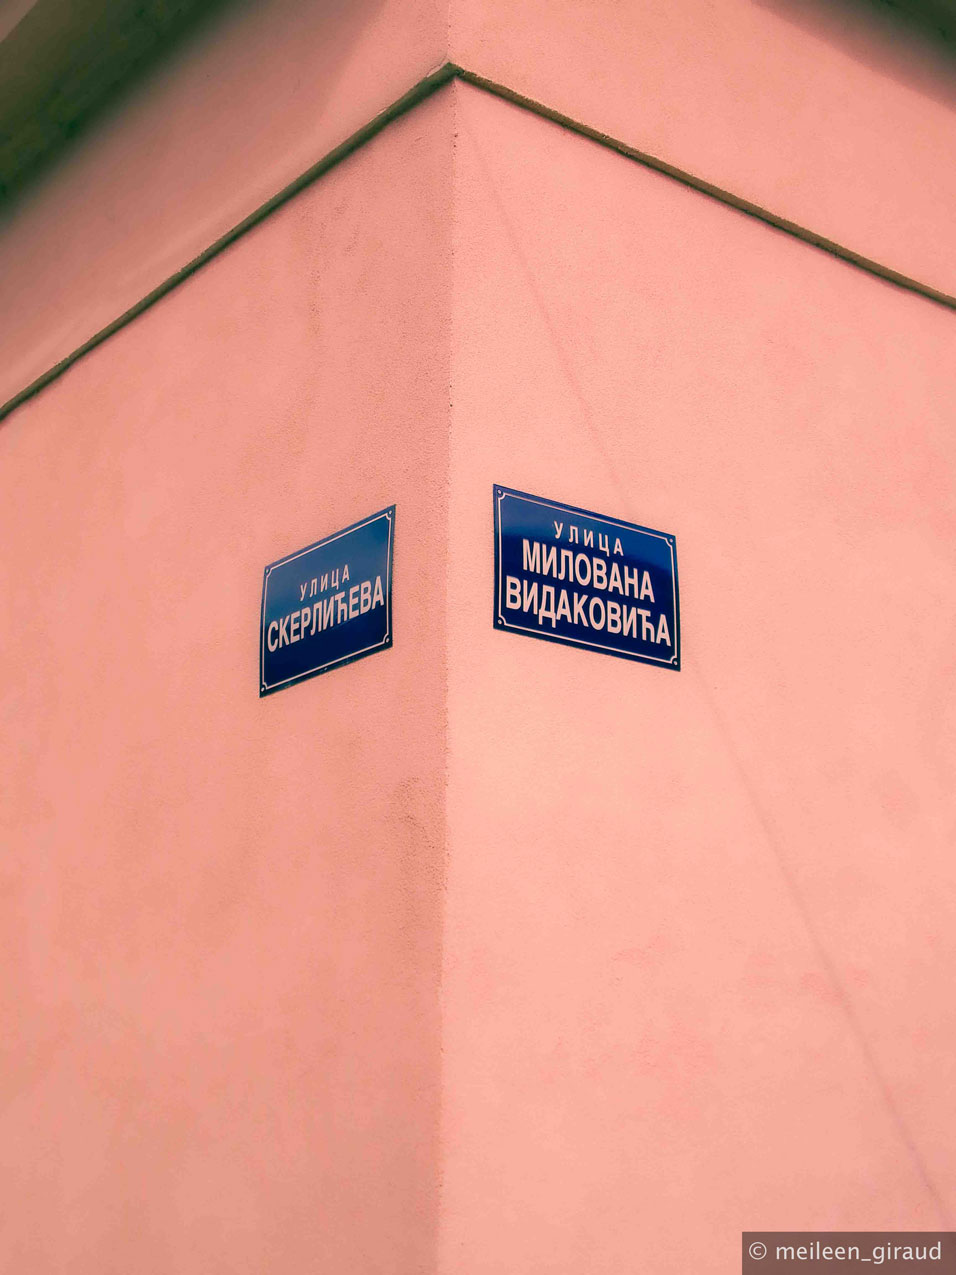 УЛИЦА
СКЕРЛИЋЕВА
УЛИЦА
МИЛОВАНА
ВИДАКОВИЋА
© meileen_giraud